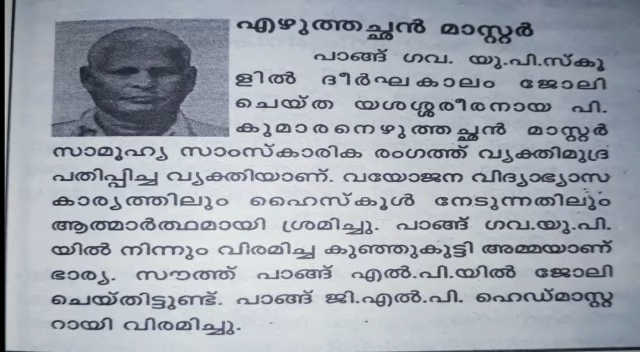 എഴുത്തച്ഛൻ മാസ്റ്റർ
പാങ്ങ് ഗവ. യു.പി.സ്കൂ
ളിൽ ദീർഘകാലം ജോലി
ചെയ്ത യശശ്ശരീരനായ പി.
കുമാരനെഴുത്തച്ഛൻ മാസ്റ്റർ
സാമൂഹ്യ സാംസ്കാരിക രംഗത്ത് വ്യക്തിമുദ്ര
പതിപ്പിച്ച വ്യക്തിയാണ്. വയോജന വിദ്യാഭ്യാസ
കാര്യത്തിലും ഹൈസ്കൂൾ നേടുന്നതിലും
ആത്മാർത്ഥമായി ശ്രമിച്ചു. പാങ്ങ് ഗവ.യു.പി.
യിൽ നിന്നും വിരമിച്ച കുഞ്ഞുകുട്ടി അമ്മയാണ്
ഭാര്യ. സൗത്ത് പാങ്ങ് എൽ.പി.യിൽ ജോലി
ചെയ്തിട്ടുണ്ട്. പാങ്ങ് ജി.എൽ.പി. ഹെഡ്മാസ്റ്റ
റായി വിരമിച്ചു.